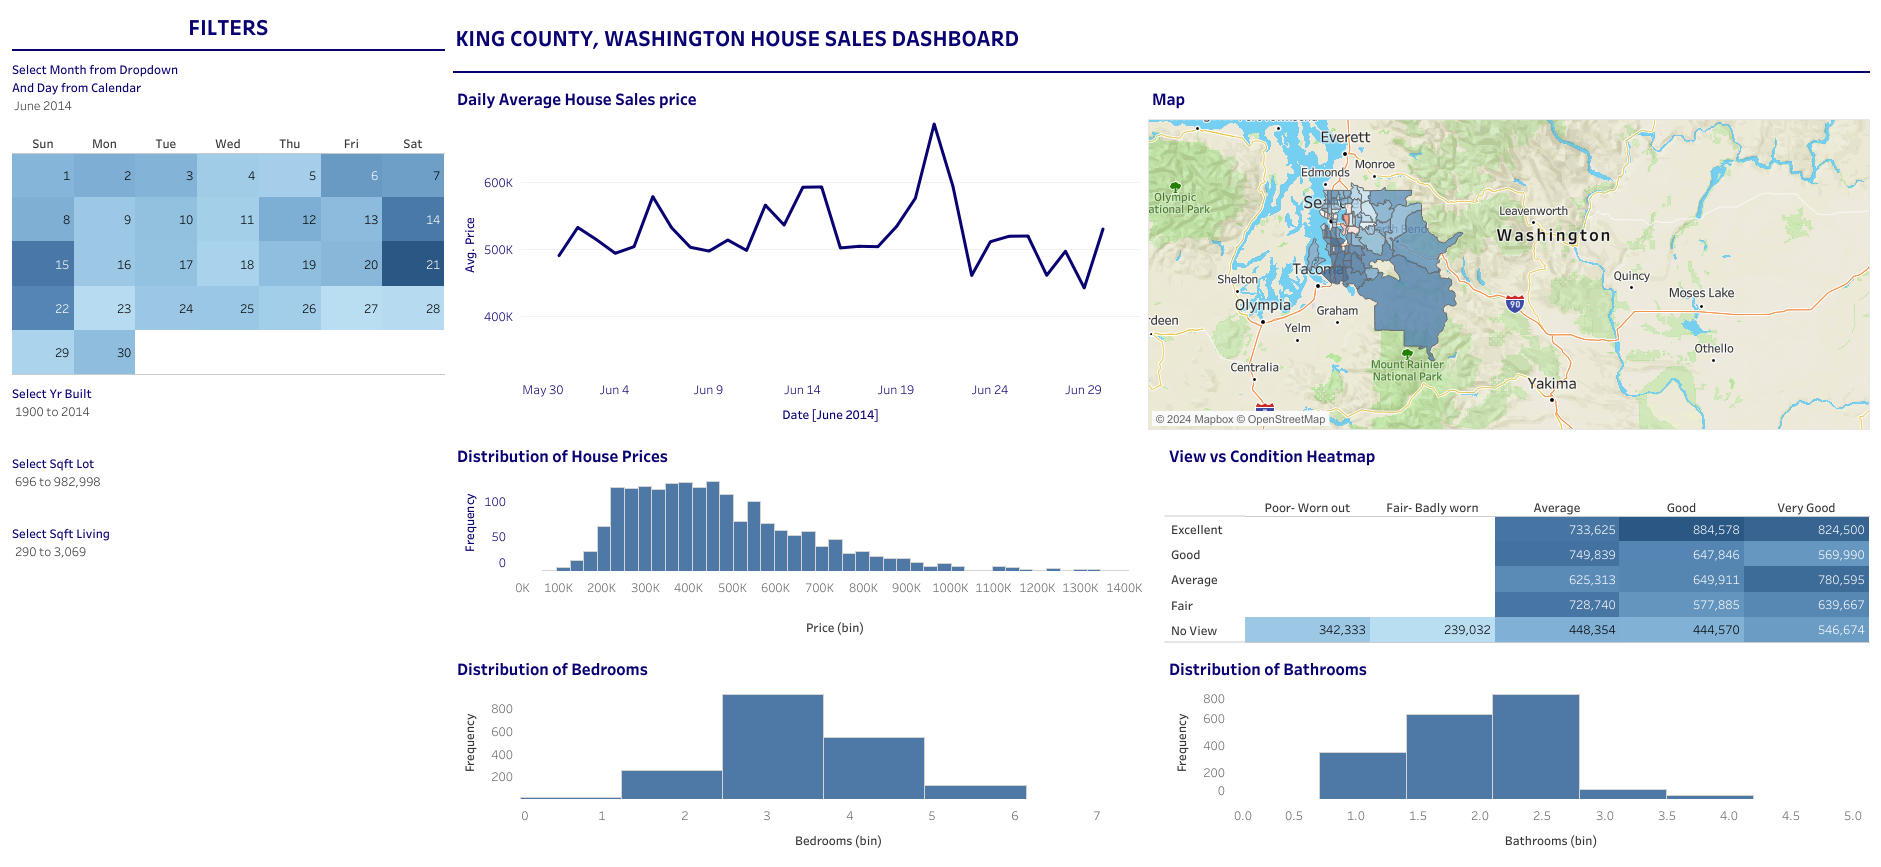 FILTERS
Select Month from Dropdown
And Day from Calendar
June 2014
Sun Mon Tue Wed Thu Fri Sat
1 2 3 4 5 6 7
8 9 10 11 12 13 14
15 16 17 18 19 20 21
22 23 24 25 26 27 28
29 30
Select Yr Built
1900 to 2014
Select Sqft Lot
696 to 982,998
Select Sqft Living
290 to 3,069
KING COUNTY, WASHINGTON HOUSE SALES DASHBOARD
Daily Average House Sales price
Avg. Price
600K
500K
400K
May 30 Jun 4 Jun 9 Jun 14 Jun 19 Jun 24 Jun 29
Date [June 2014]
Map
Everett
Monroe
Edmonds
Olympic
ational National Park
Leavenworth
Washington
Tacoma
Shelton
Quincy
Moses Lake
90
Olympia
Graham
rdeen
Yelm
Othello
Mount Rainier
National Park
Centralia
Yakima
© 2024 Mapbox © OpenStreetMap
Distribution of House Prices
Frequency
100
50
0
0K 100K 200K 300K 400K 500K 600K 700K 800K 900K 1000K 1100K 1200K 1300K 1400K
Price (bin)
View vs Condition Heatmap
Poor- Worn out Fair- Badly worn Average Good Very Good
Excellent 733,625 884,578 824,500
Good 749,839 647,846 569,990
Average 625,313 649,911 780,595
Fair 728,740 577,885 639,667
No View 342,333 239,032 448,354 444,570 546,674
Distribution of Bedrooms
Frequency
800
600
400
200
0 1 2 3 4 5 6 7
Bedrooms (bin)
Distribution of Bathrooms
Frequency
800
600
400
200
0
0.0 0.5 1.0 1.5 2.0 2.5 3.0 3.5 4.0 4.5 5.0
Bathrooms (bin)